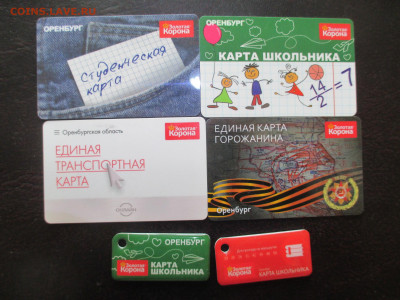 COINS.LAVE.RU
ОРЕНБУРГ
Золотая
Корона
студенческая
карта
ОРЕНБУРГ
Золотая
Корона
КАРТА ШКОЛЬНИКА
14
2
=7
Оренбургская область
Золотая
Корона
ЕДИНАЯ
ТРАНСПОРТНАЯ
КАРТА
ЕДИНАЯ КАРТА
ГОРОЖАНИНА
Золотая
Корона
Оренбург
ОРЕНБУРГ
Золотая
Корона
КАРТА
ШКОЛЬНИКА
Золотая
Корона
КАРТА ШКОЛЬНИКА